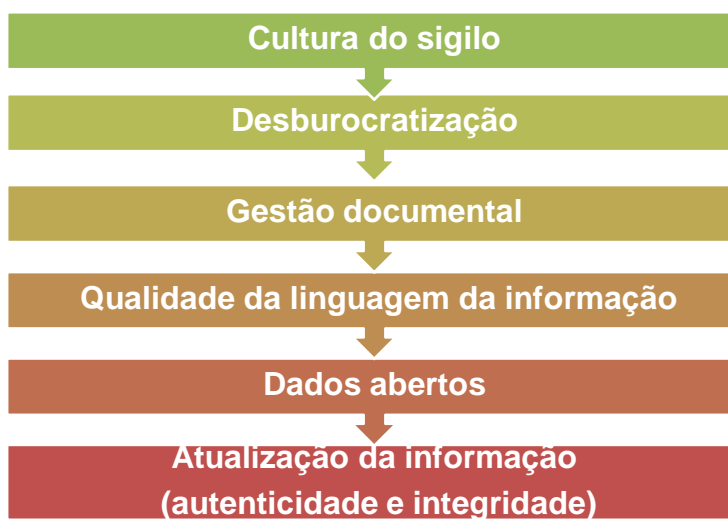 Cultura do sigilo
Desburocratização
Gestão documental
Qualidade da linguagem da informação
Dados abertos
Atualização da informação
(autenticidade e integridade)